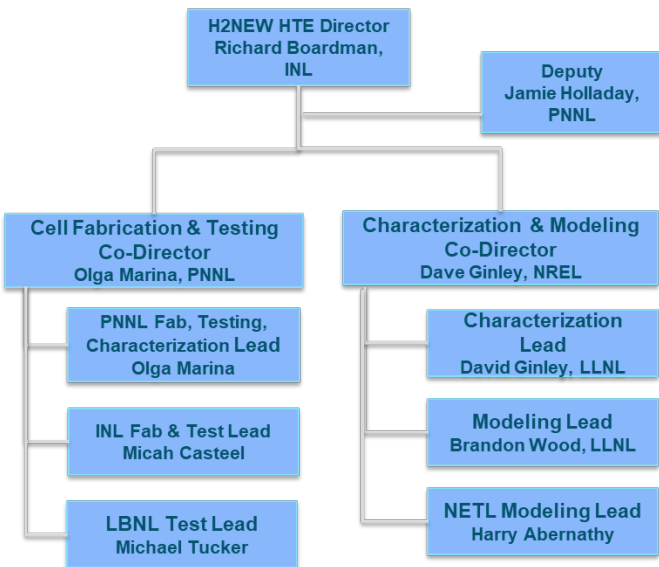 H2NEW HTE Director
Richard Boardman,
INL
Deputy
Jamie Holladay,
PNNL
Cell Fabrication & Testing
Co-Director
Olga Marina, PNNL
PNNL Fab, Testing,
Characterization Lead
Olga Marina
INL Fab & Test Lead
Micah Casteel
LBNL Test Lead
Michael Tucker
Characterization & Modeling
Co-Director
Dave Ginley, NREL
Characterization
Lead
David Ginley, LLNL
Modeling Lead
Brandon Wood, LLNL
NETL Modeling Lead
Harry Abernathy